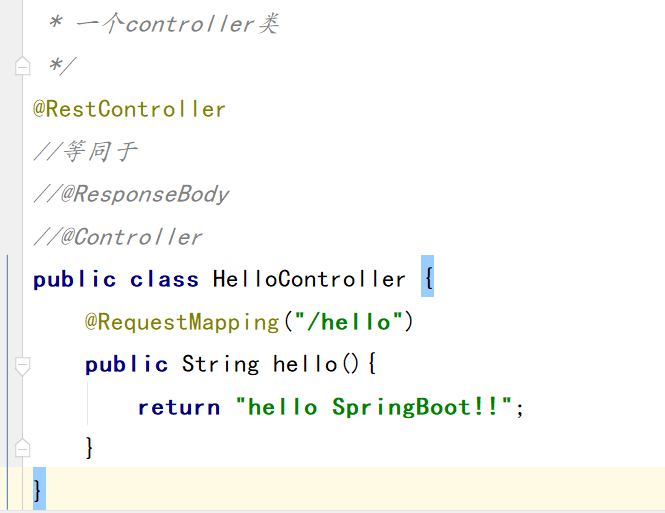 * 一个controller类
*/
@RestController
//等同于
//@ResponseBody
//@Controller
public class HelloController {
@RequestMapping("/hello")
public String hello(){
return "hello SpringBoot!!";
}
}